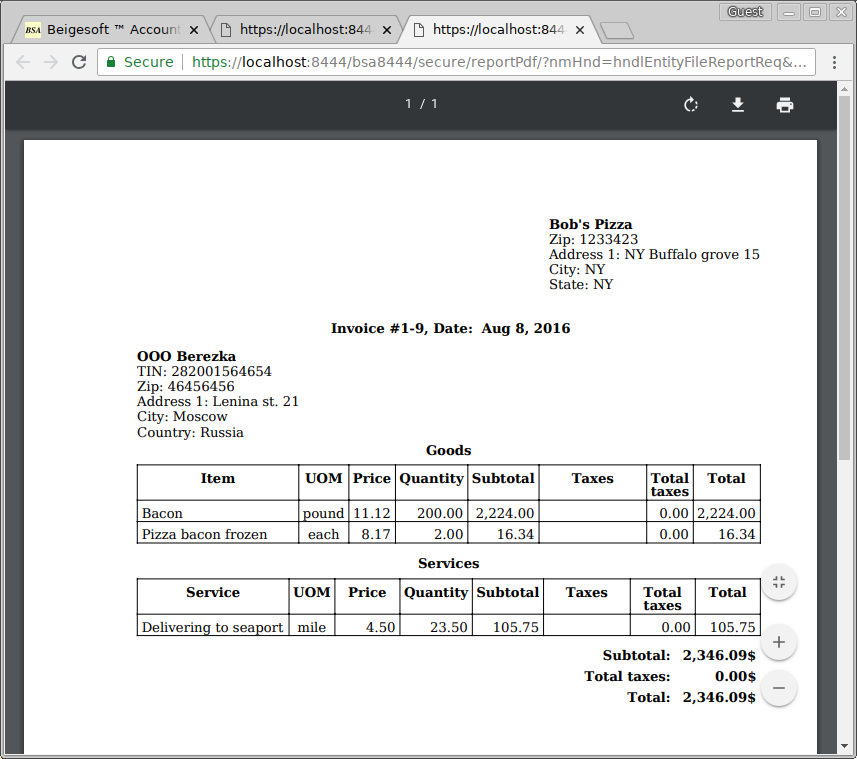 Guest
BSA Beigesoft ™ Account
https://localhost:844
https://localhost:844
Secure https://localhost:8444/bsa8444/secure/reportPdf/?nmHnd=hndlEntityFileReportReq&...
1 / 1
Bob's Pizza
Zip: 1233423
Address 1: NY Buffalo grove 15
City: NY
State: NY
Invoice #1-9, Date: Aug 8, 2016
OOO Berezka
TIN: 282001564654
Zip: 46456456
Address 1: Lenina st. 21
City: Moscow
Country: Russia
Goods
Item UOM Price Quantity Subtotal Taxes Total taxes Total
Bacon pound 11.12 200.00 2,224.00 0.00 2,224.00
Pizza bacon frozen each 8.17 2.00 16.34 0.00 16.34
Services
Service UOM Price Quantity Subtotal Taxes Total taxes Total
Delivering to seaport mile 4.50 23.50 105.75 0.00 105.75
Subtotal: 2,346.09$
Total taxes: 0.00$
Total: 2,346.09$